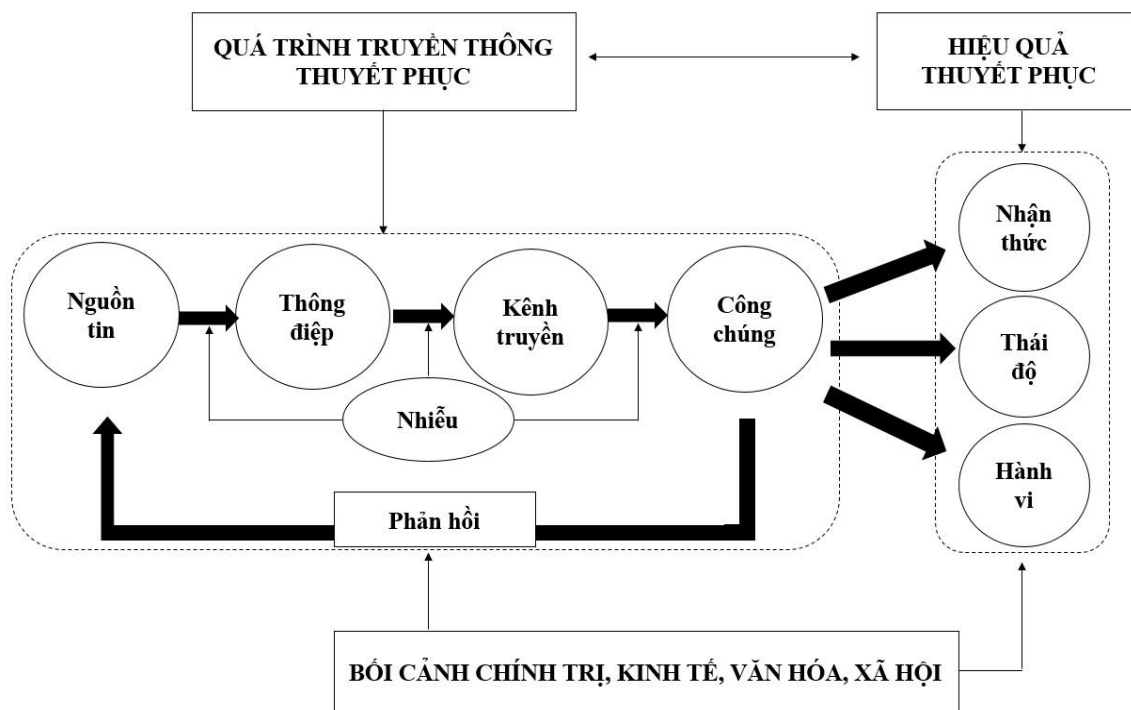 QUÁ TRÌNH TRUYỀN THÔNG
THUYẾT PHỤC
HIỆU QUẢ
THUYẾT PHỤC
Nguồn
tin
Thông
điệp
Kênh
truyền
Công
chúng
Nhận
thức
Thái
độ
Hành
vi
Nhiễu
Phản hồi
BỐI CẢNH CHÍNH TRỊ, KINH TẾ, VĂN HÓA, XÃ HỘI